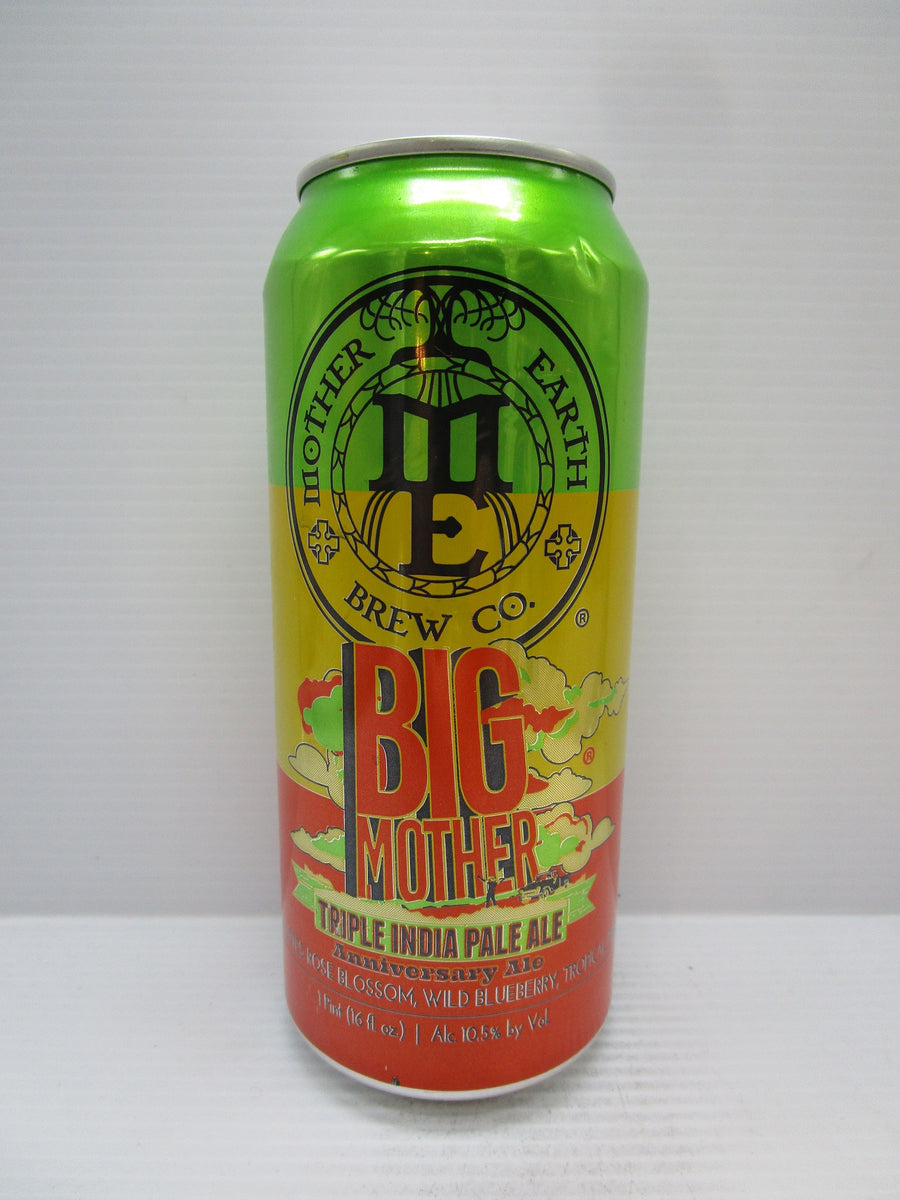 MOTHER EARTH
ME
BREW CO.
®
BIG
®
MOTHER
TRIPLE INDIA PALE ALE
Anniversary Ale
ROSE BLOSSOM, WILD BLUEBERRY,
1 Pint (16 fl. oz.) | Alc. 10.5% by Vol.